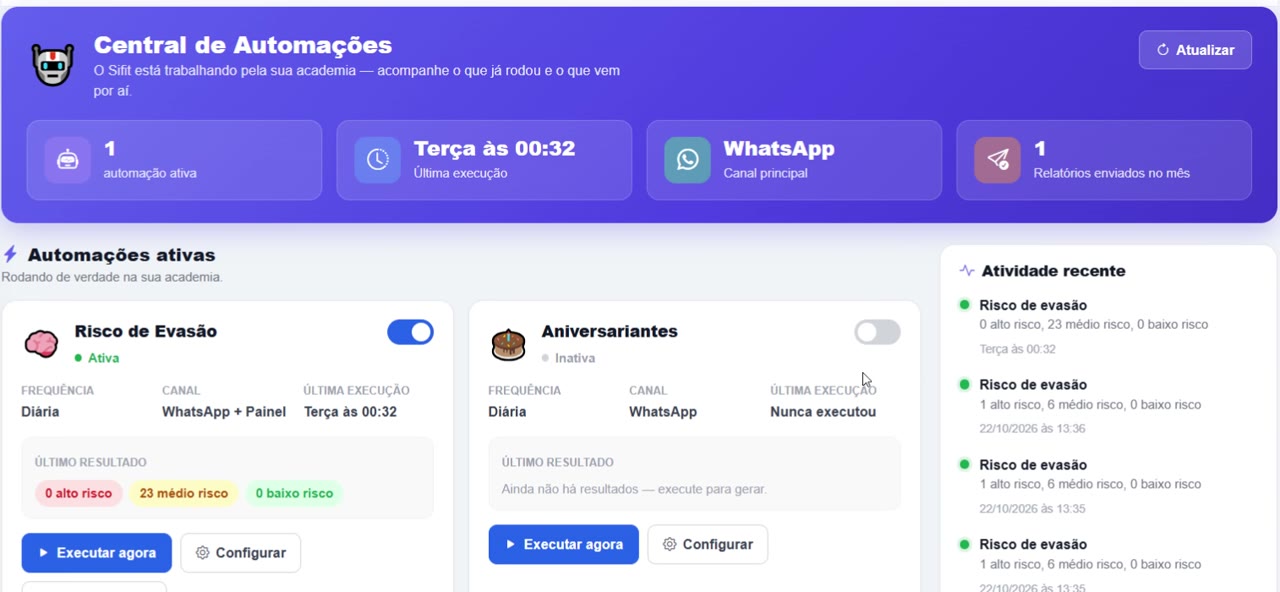 Central de Automações
O Sifit está trabalhando pela sua academia — acompanhe o que já rodou e o que vem
por aí.
Atualizar
1
automação ativa
Terça às 00:32
Última execução
WhatsApp
Canal principal
1
Relatórios enviados no mês
Automações ativas
Rodando de verdade na sua academia.
Risco de Evasão
Ativa
FREQUÊNCIA
CANAL
ÚLTIMA EXECUÇÃO
Diária
WhatsApp + Painel
Terça às 00:32
ÚLTIMO RESULTADO
0 alto risco
23 médio risco
0 baixo risco
Executar agora
Configurar
Aniversariantes
Inativa
FREQUÊNCIA
CANAL
ÚLTIMA EXECUÇÃO
Diária
WhatsApp
Nunca executou
ÚLTIMO RESULTADO
Ainda não há resultados — execute para gerar.
Executar agora
Configurar
Atividade recente
Risco de evasão
0 alto risco, 23 médio risco, 0 baixo risco
Terça às 00:32
Risco de evasão
1 alto risco, 6 médio risco, 0 baixo risco
22/10/2026 às 13:36
Risco de evasão
1 alto risco, 6 médio risco, 0 baixo risco
22/10/2026 às 13:35
Risco de evasão
1 alto risco, 6 médio risco, 0 baixo risco
22/10/2026 às 13:35